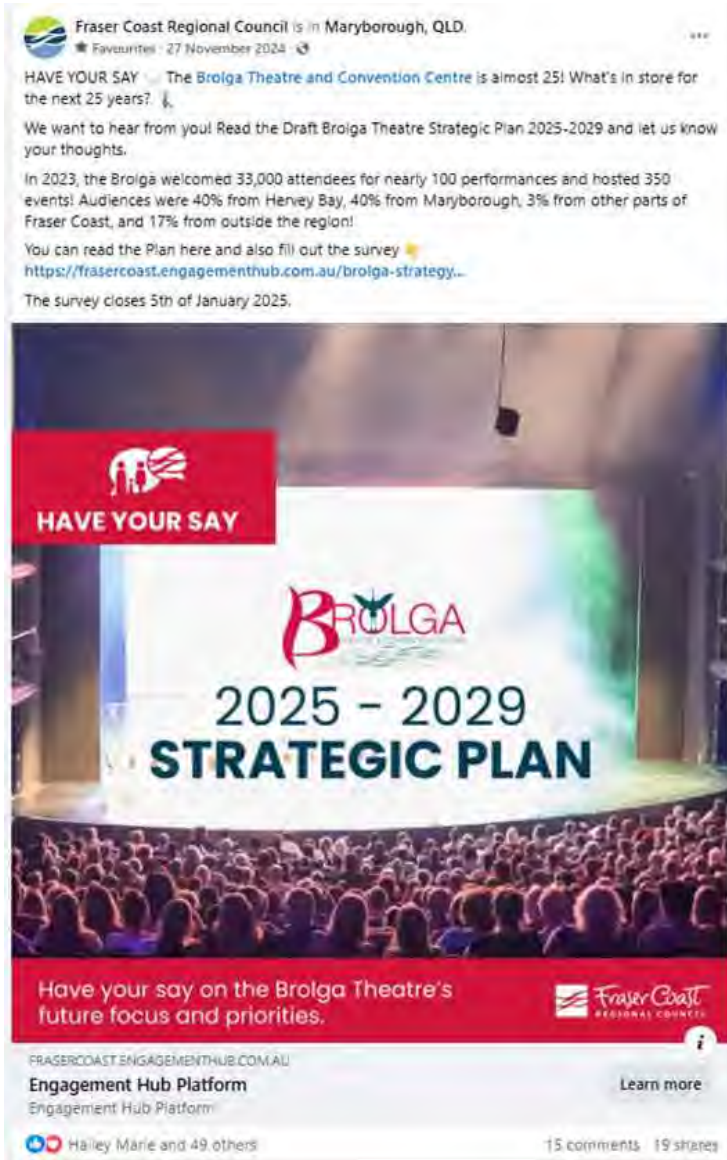 Fraser Coast Regional Council is in Maryborough, QLD.
Favourites · 27 November 2024 ·
HAVE YOUR SAY The Brolga Theatre and Convention Centre is almost 25! What's in store for
the next 25 years?
We want to hear from you! Read the Draft Brolga Theatre Strategic Plan 2025-2029 and let us know
your thoughts.
In 2023, the Brolga welcomed 33,000 attendees for nearly 100 performances and hosted 350
events! Audiences were 40% from Hervey Bay, 40% from Maryborough, 3% from other parts of
Fraser Coast, and 17% from outside the region!
You can read the Plan here and also fill out the survey
https://frasercoast.engagementhub.com.au/brolga-strategy...
The survey closes 5th of January 2025.
HAVE YOUR SAY
BROLGA
2025 - 2029
STRATEGIC PLAN
Have your say on the Brolga Theatre's
future focus and priorities.
Fraser Coast
REGIONAL COUNCIL
i
FRASERCOAST.ENGAGEMENTHUB.COM.AU
Engagement Hub Platform
Learn more
Engagement Hub Platform
Hailey Marie and 49 others
15 comments 19 shares